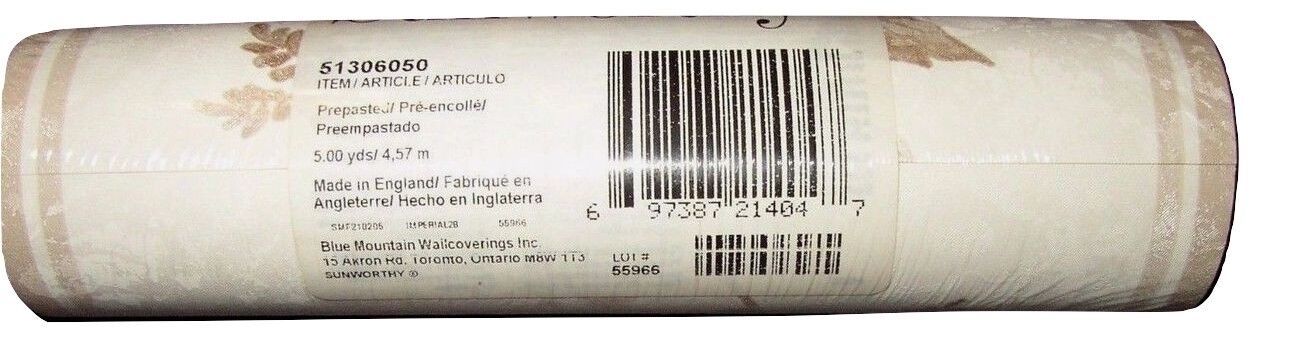 Sunworthy
51306050
ITEM/ ARTICLE/ ARTICULO
Prepasted/ Pré-encollé/
Preempastado
5.00 yds/ 4,57 m
Made in England/ Fabriqué en
Angleterre/ Hecho en Inglaterra
SMF210205 IMPERIAL2B 55966
Blue Mountain Wallcoverings Inc.
15 Akron Rd. Toronto, Ontario M8W 1T3
SUNWORTHY ®
6 97387 21404 7
LOT #
55966